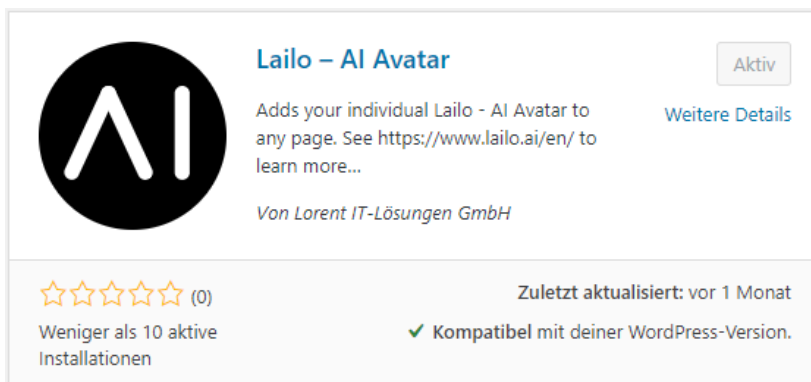 AI
Lailo – AI Avatar
Aktiv
Adds your individual Lailo - AI Avatar to
any page. See https://www.lailo.ai/en/ to
learn more...
Weitere Details
Von Lorent IT-Lösungen GmbH
(0)
Weniger als 10 aktive
Installationen
Zuletzt aktualisiert: vor 1 Monat
Kompatibel mit deiner WordPress-Version.